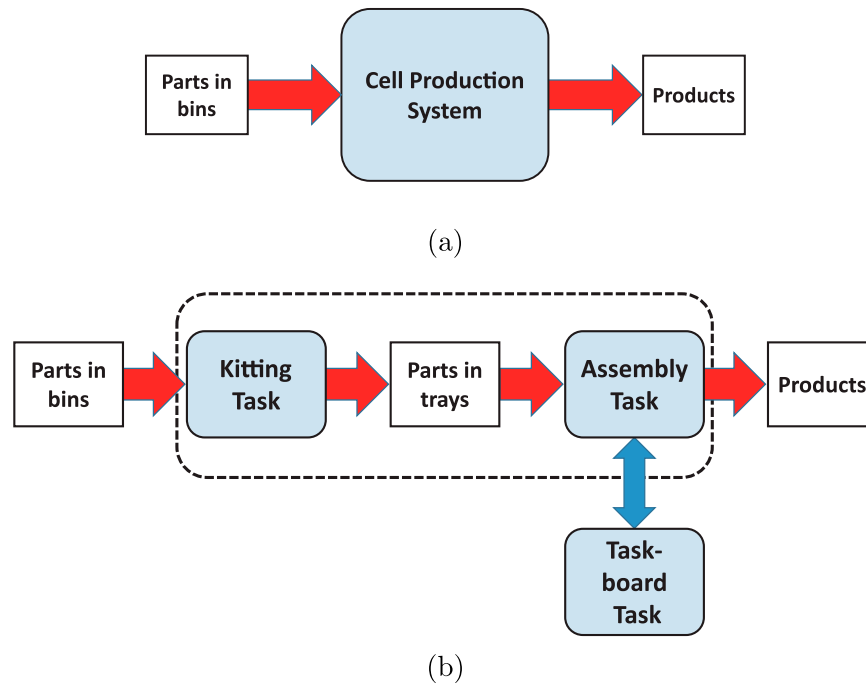 Parts in
bins
Cell Production
System
Products
(a)
Parts in
bins
Kitting
Task
Parts in
trays
Assembly
Task
Products
Task-
board
Task
(b)